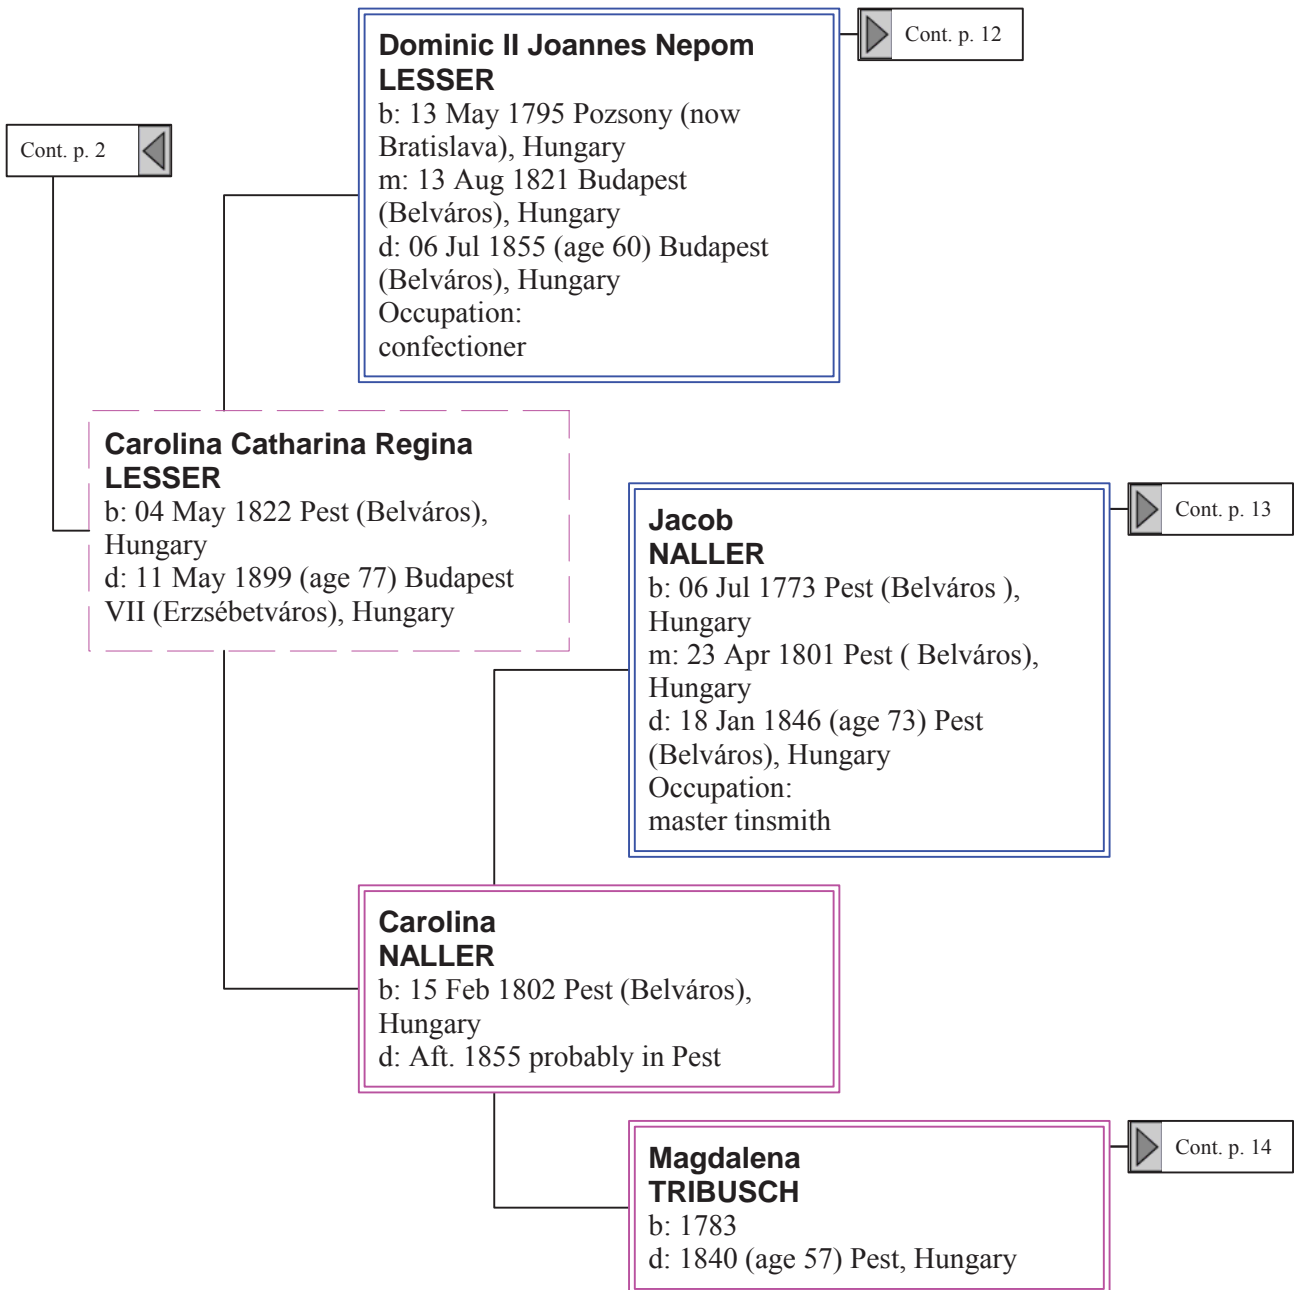 Dominic II Joannes Nepom
LESSER
b: 13 May 1795 Pozsony (now
Bratislava), Hungary
m: 13 Aug 1821 Budapest
(Belváros), Hungary
d: 06 Jul 1855 (age 60) Budapest
(Belváros), Hungary
Occupation:
confectioner
Cont. p. 12
Cont. p. 2
Carolina Catharina Regina
LESSER
b: 04 May 1822 Pest (Belváros),
Hungary
d: 11 May 1899 (age 77) Budapest
VII (Erzsébetváros), Hungary
Jacob
NALLER
b: 06 Jul 1773 Pest (Belváros ),
Hungary
m: 23 Apr 1801 Pest ( Belváros),
Hungary
d: 18 Jan 1846 (age 73) Pest
(Belváros), Hungary
Occupation:
master tinsmith
Cont. p. 13
Carolina
NALLER
b: 15 Feb 1802 Pest (Belváros),
Hungary
d: Aft. 1855 probably in Pest
Magdalena
TRIBUSCH
b: 1783
d: 1840 (age 57) Pest, Hungary
Cont. p. 14